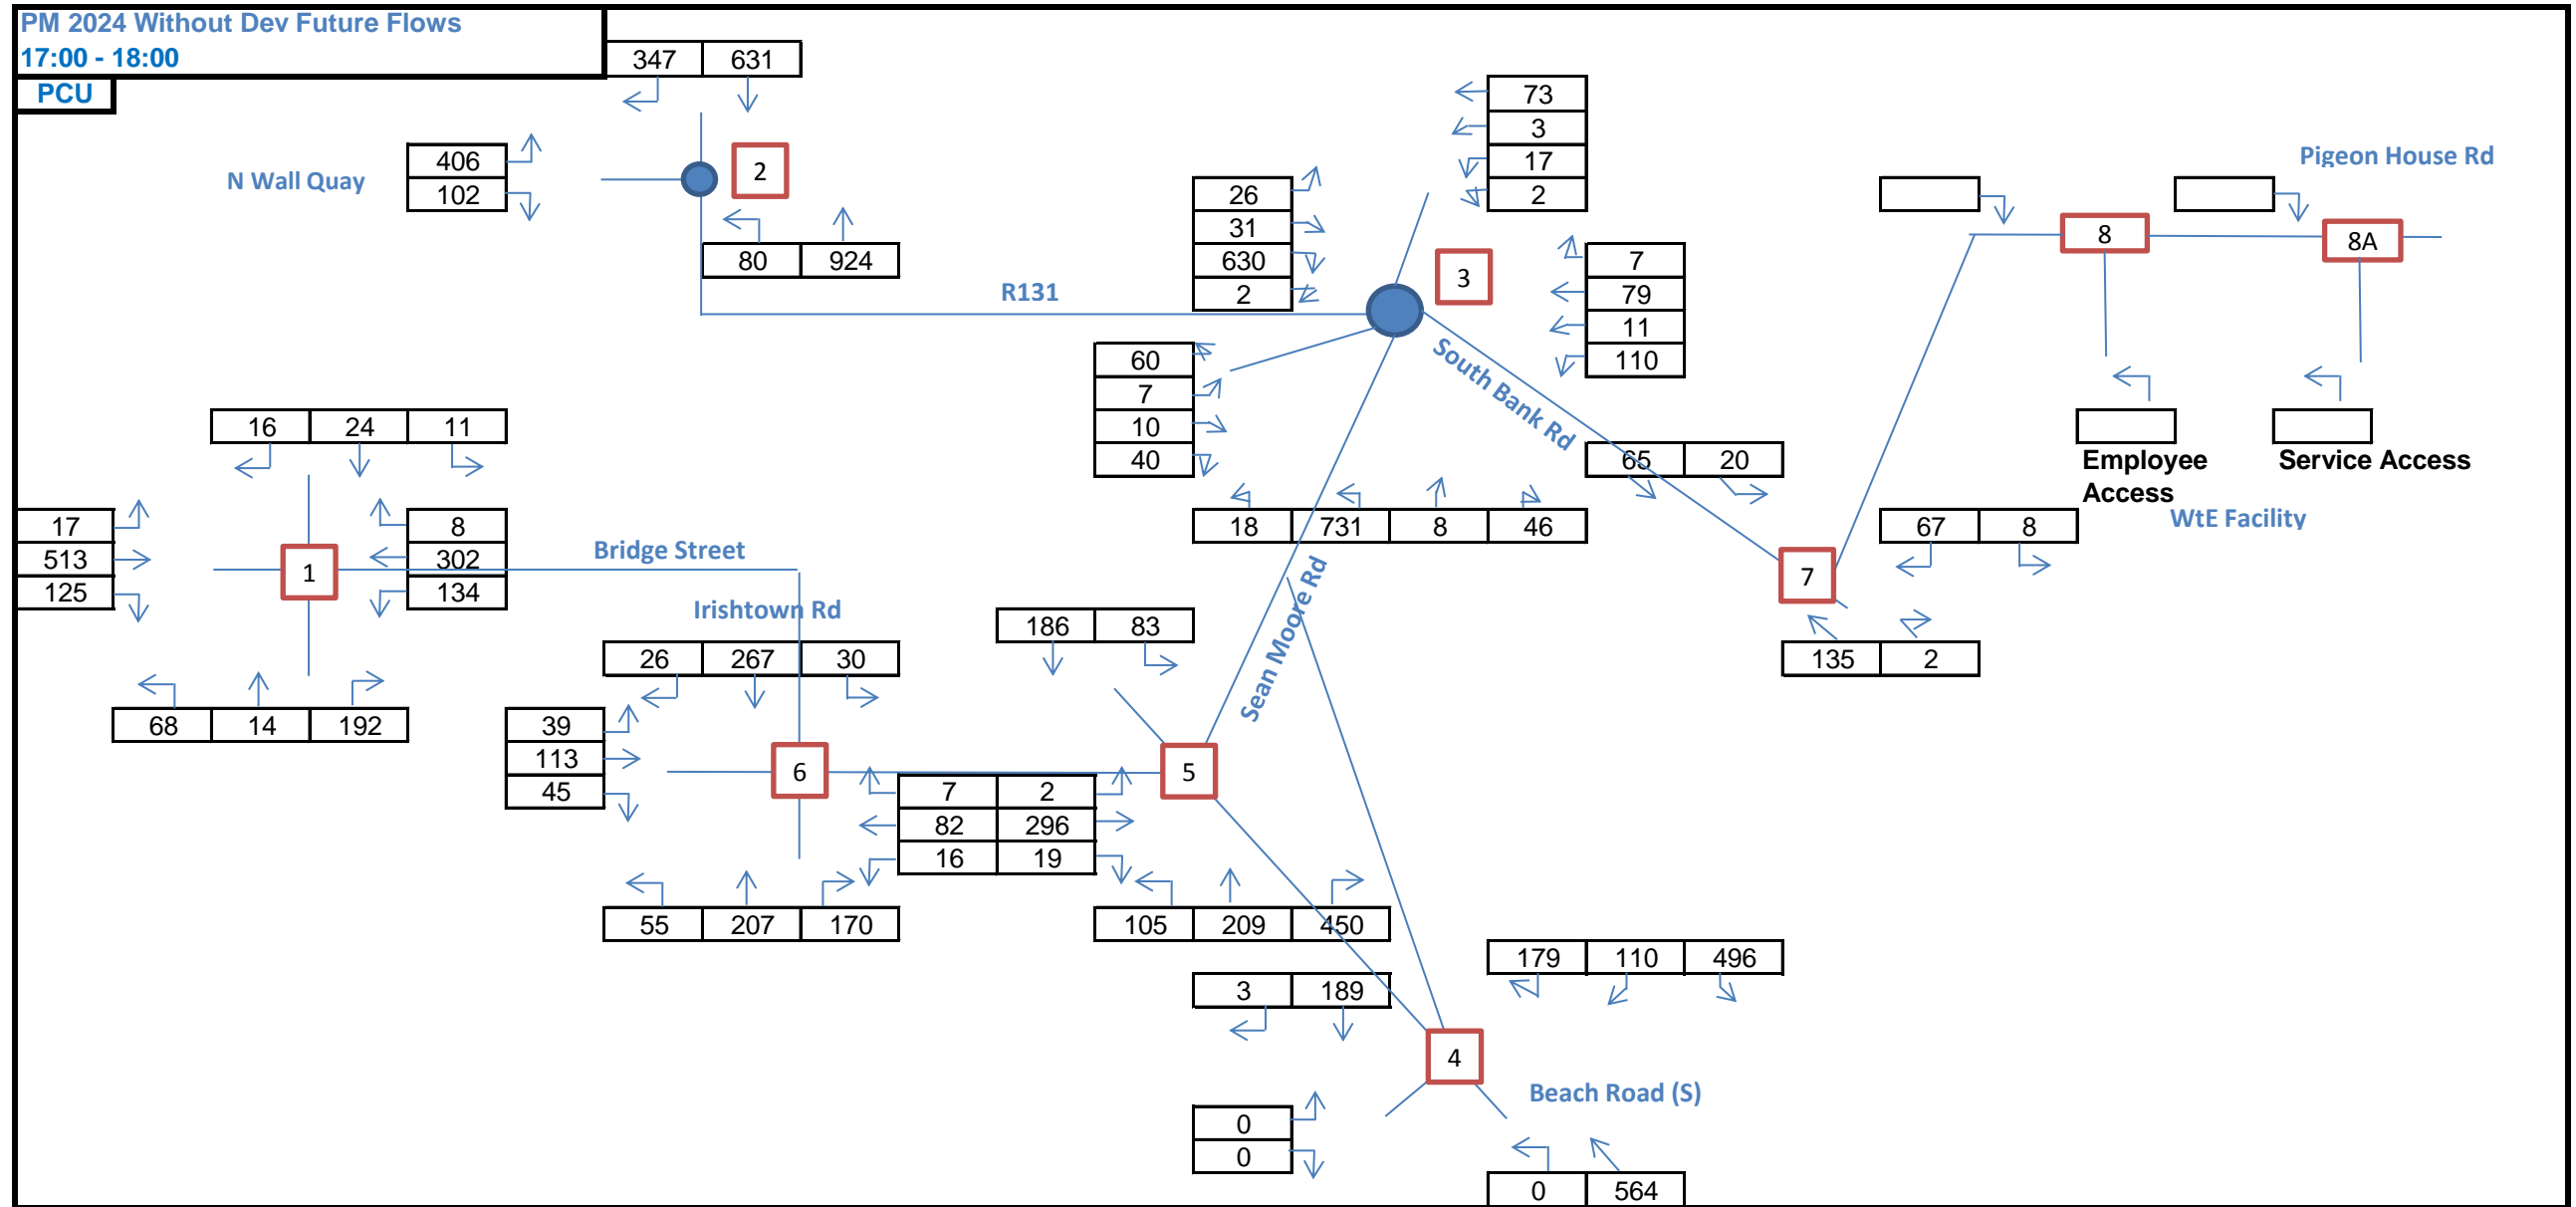 PM 2024 Without Dev Future Flows
17:00 - 18:00
PCU
347 631
N Wall Quay
406
102
2
80 924
R131
26
31
630
2
73
3
17
2
3
7
79
11
110
60
7
10
40
South Bank Rd
18 731 8 46
65 20
Pigeon House Rd
8
8A
Employee
Access
Service Access
WtE Facility
67 8
7
135 2
16 24 11
17
513
125
1
8
302
134
68 14 192
Bridge Street
Irishtown Rd
26 267 30
39
113
45
6
7 2
82 296
16 19
55 207 170
186 83
Sean Moore Rd
5
105 209 450
3 189
179 110 496
4
Beach Road (S)
0
0
0 564